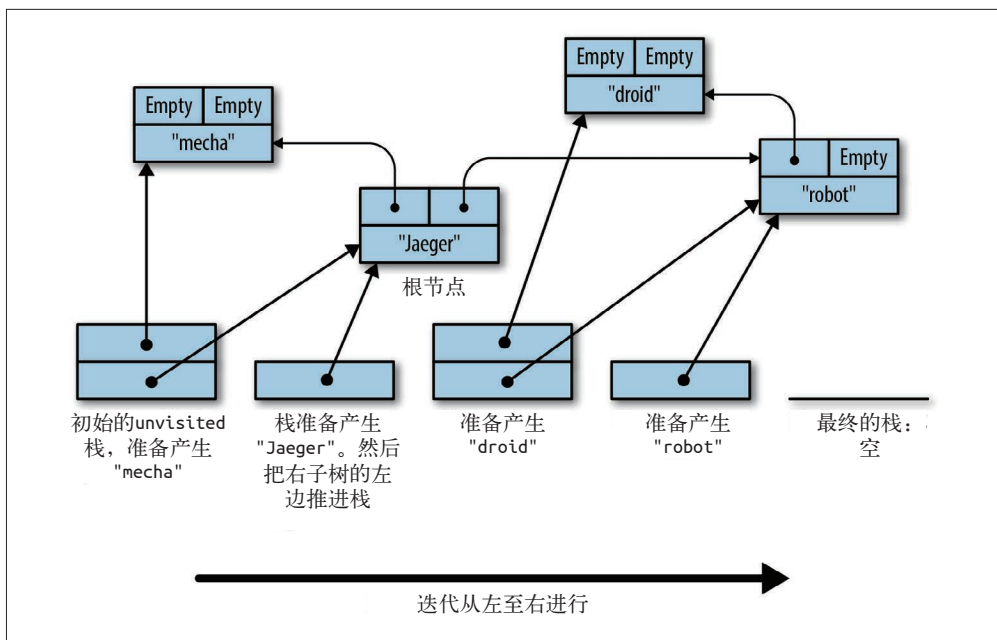 Empty Empty
"droid"
Empty Empty
"mecha"
Empty
"robot"
"Jaeger"
根节点
初始的unvisited
栈，准备产生
"mecha"
栈准备产生
"Jaeger"。然后
把右子树的左
边推进栈
准备产生
"droid"
准备产生
"robot"
最终的栈：
空
迭代从左至右进行